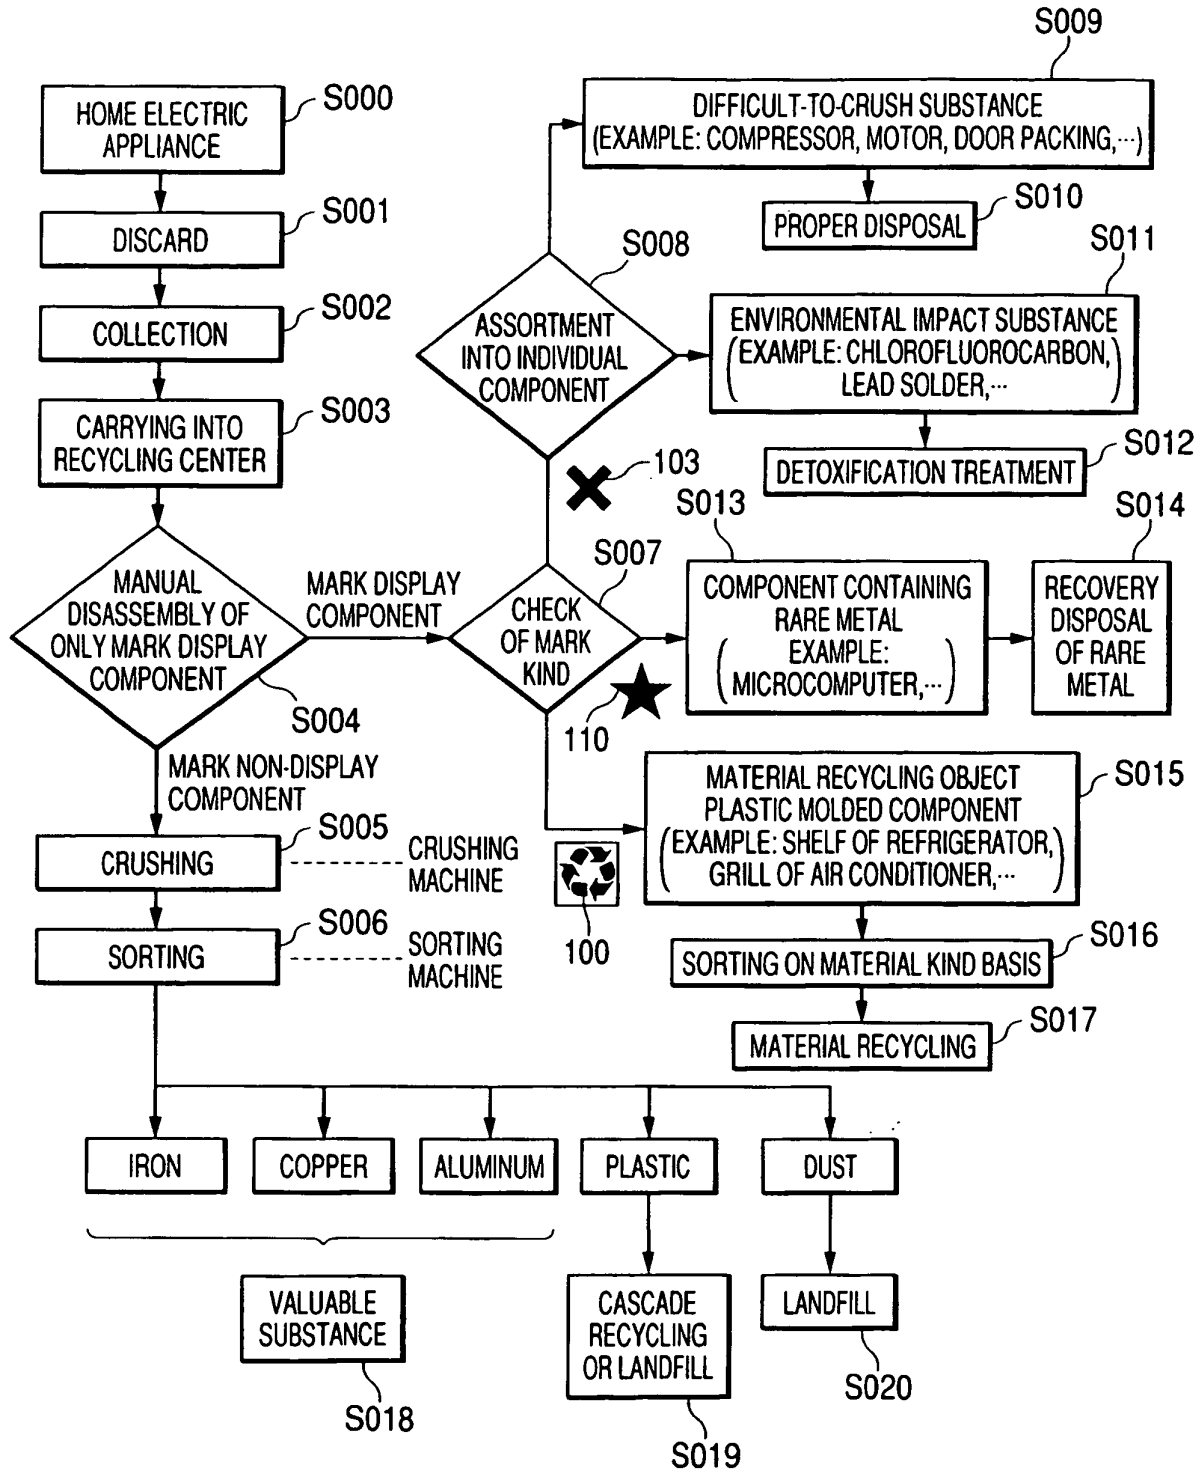 S000
HOME ELECTRIC
APPLIANCE
S001
DISCARD
S002
COLLECTION
S003
CARRYING INTO
RECYCLING CENTER
MANUAL
DISASSEMBLY OF
ONLY MARK DISPLAY
COMPONENT
S004
MARK DISPLAY
COMPONENT
MARK NON-DISPLAY
COMPONENT
S005
CRUSHING
CRUSHING
MACHINE
S006
SORTING
SORTING
MACHINE
S007
CHECK
OF MARK
KIND
103
S008
ASSORTMENT
INTO INDIVIDUAL
COMPONENT
S009
DIFFICULT-TO-CRUSH SUBSTANCE
(EXAMPLE: COMPRESSOR, MOTOR, DOOR PACKING,···)
S010
PROPER DISPOSAL
S011
ENVIRONMENTAL IMPACT SUBSTANCE
(EXAMPLE: CHLOROFLUOROCARBON,
LEAD SOLDER,···)
S012
DETOXIFICATION TREATMENT
S013
COMPONENT CONTAINING
RARE METAL
(EXAMPLE:
MICROCOMPUTER,···)
110
S014
RECOVERY
DISPOSAL
OF RARE
METAL
S015
MATERIAL RECYCLING OBJECT
PLASTIC MOLDED COMPONENT
(EXAMPLE: SHELF OF REFRIGERATOR,
GRILL OF AIR CONDITIONER,···)
100
S016
SORTING ON MATERIAL KIND BASIS
S017
MATERIAL RECYCLING
IRON
COPPER
ALUMINUM
PLASTIC
DUST
VALUABLE
SUBSTANCE
S018
CASCADE
RECYCLING
OR LANDFILL
S019
LANDFILL
S020